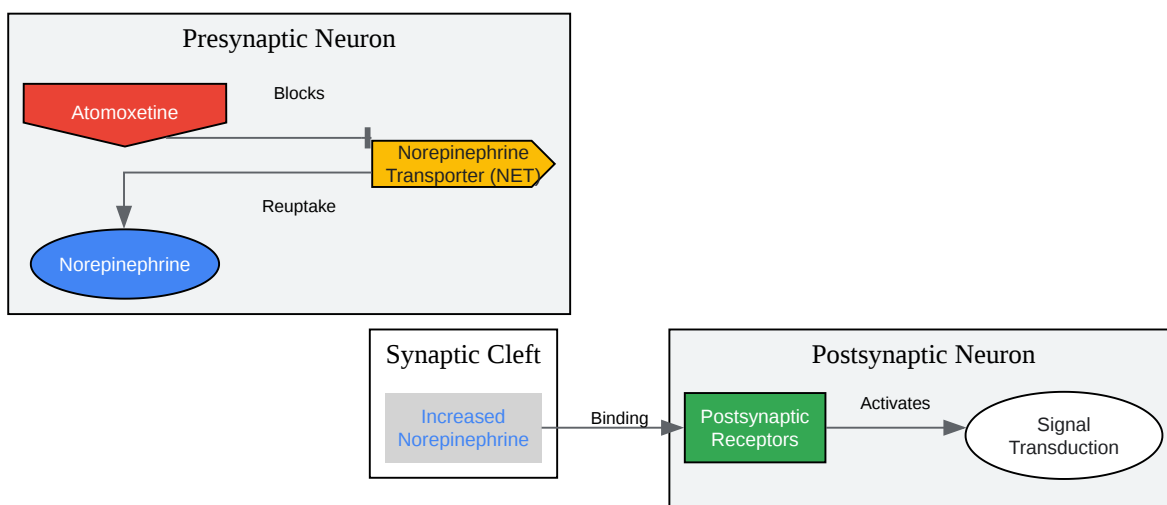 Presynaptic Neuron
Atomoxetine
Blocks
Norepinephrine
Transporter (NET)
Reuptake
Norepinephrine
Synaptic Cleft
Increased
Norepinephrine
Binding
Postsynaptic Neuron
Postsynaptic
Receptors
Activates
Signal
Transduction